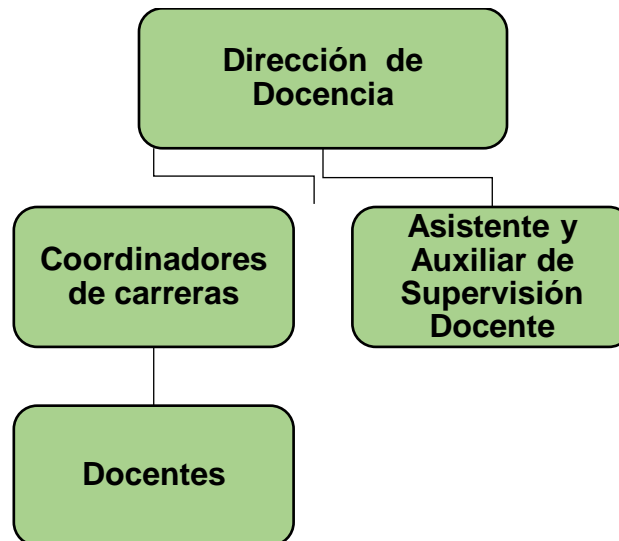 Dirección de
Docencia
Coordinadores
de carreras
Asistente y
Auxiliar de
Supervisión
Docente
Docentes